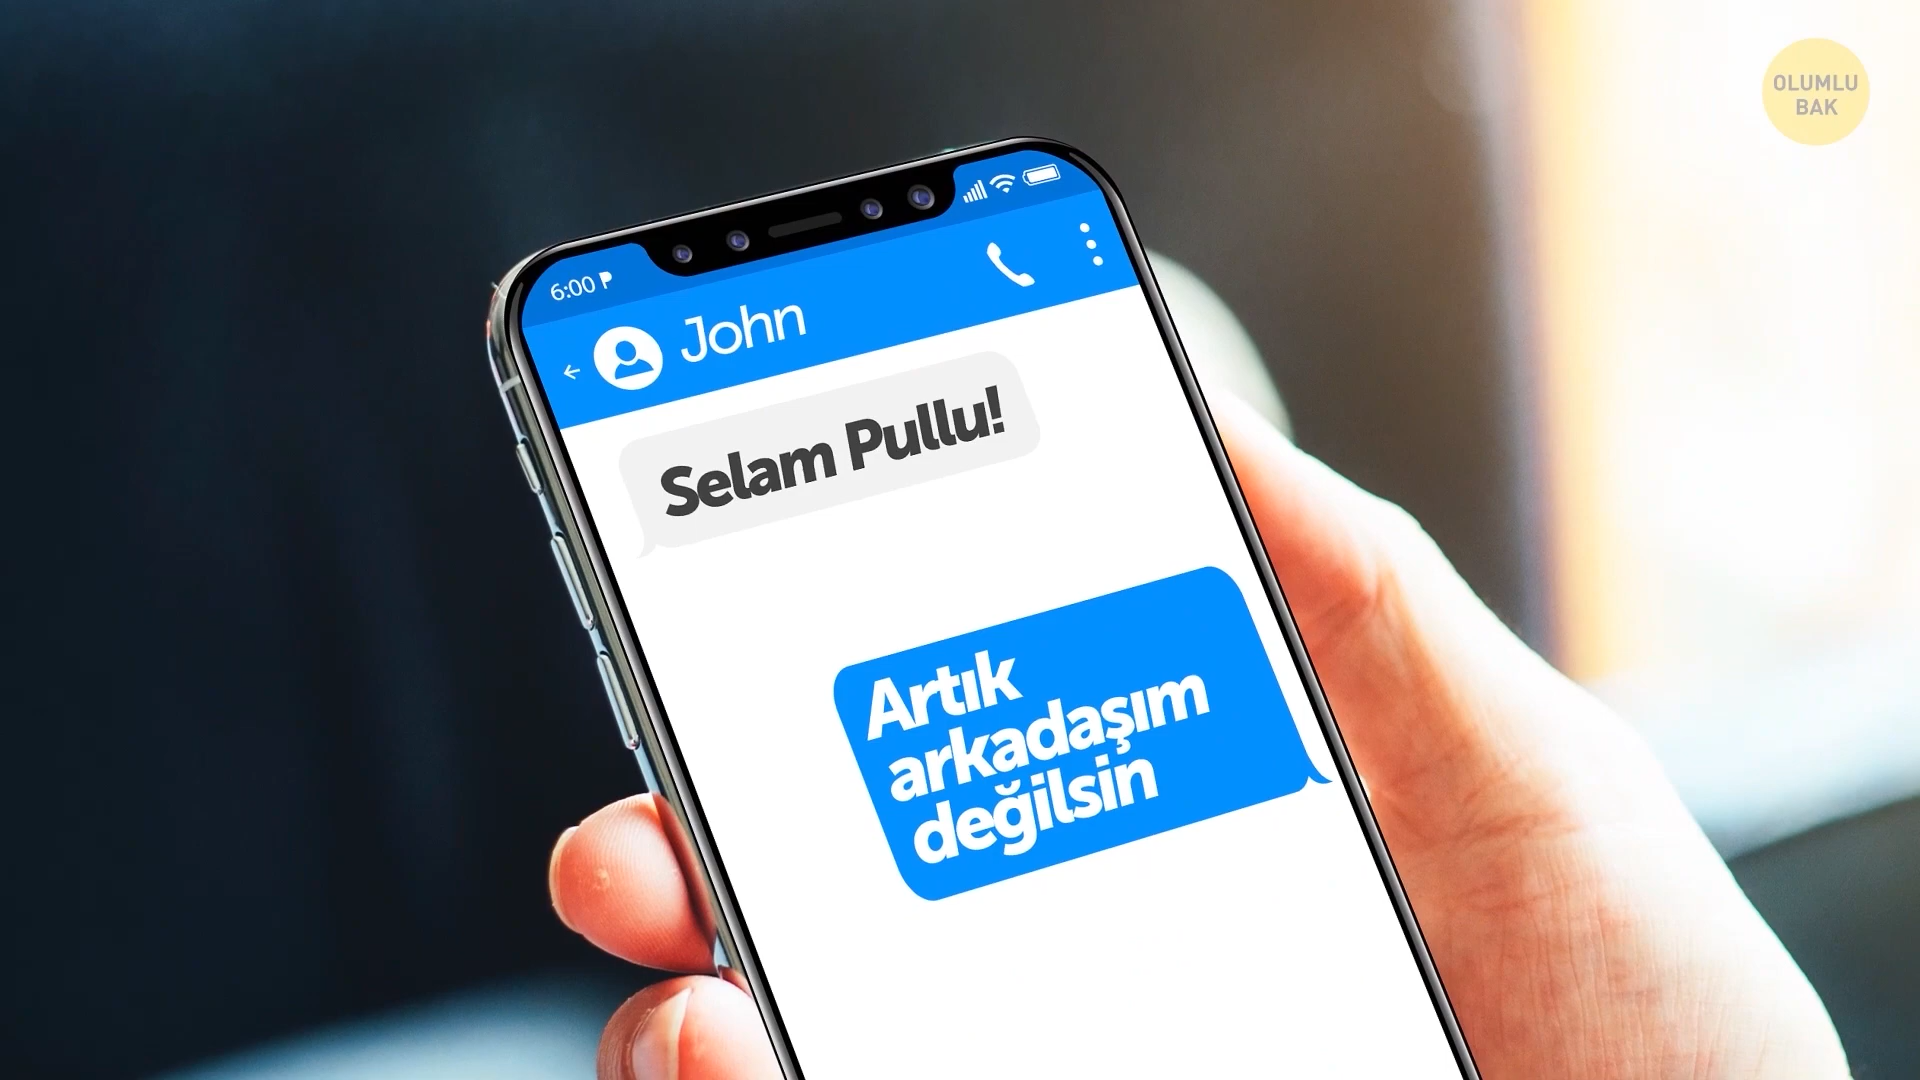 OLUMLU
BAK
6:00 P
John
Selam Pullu!
Artık
arkadaşım
değilsin